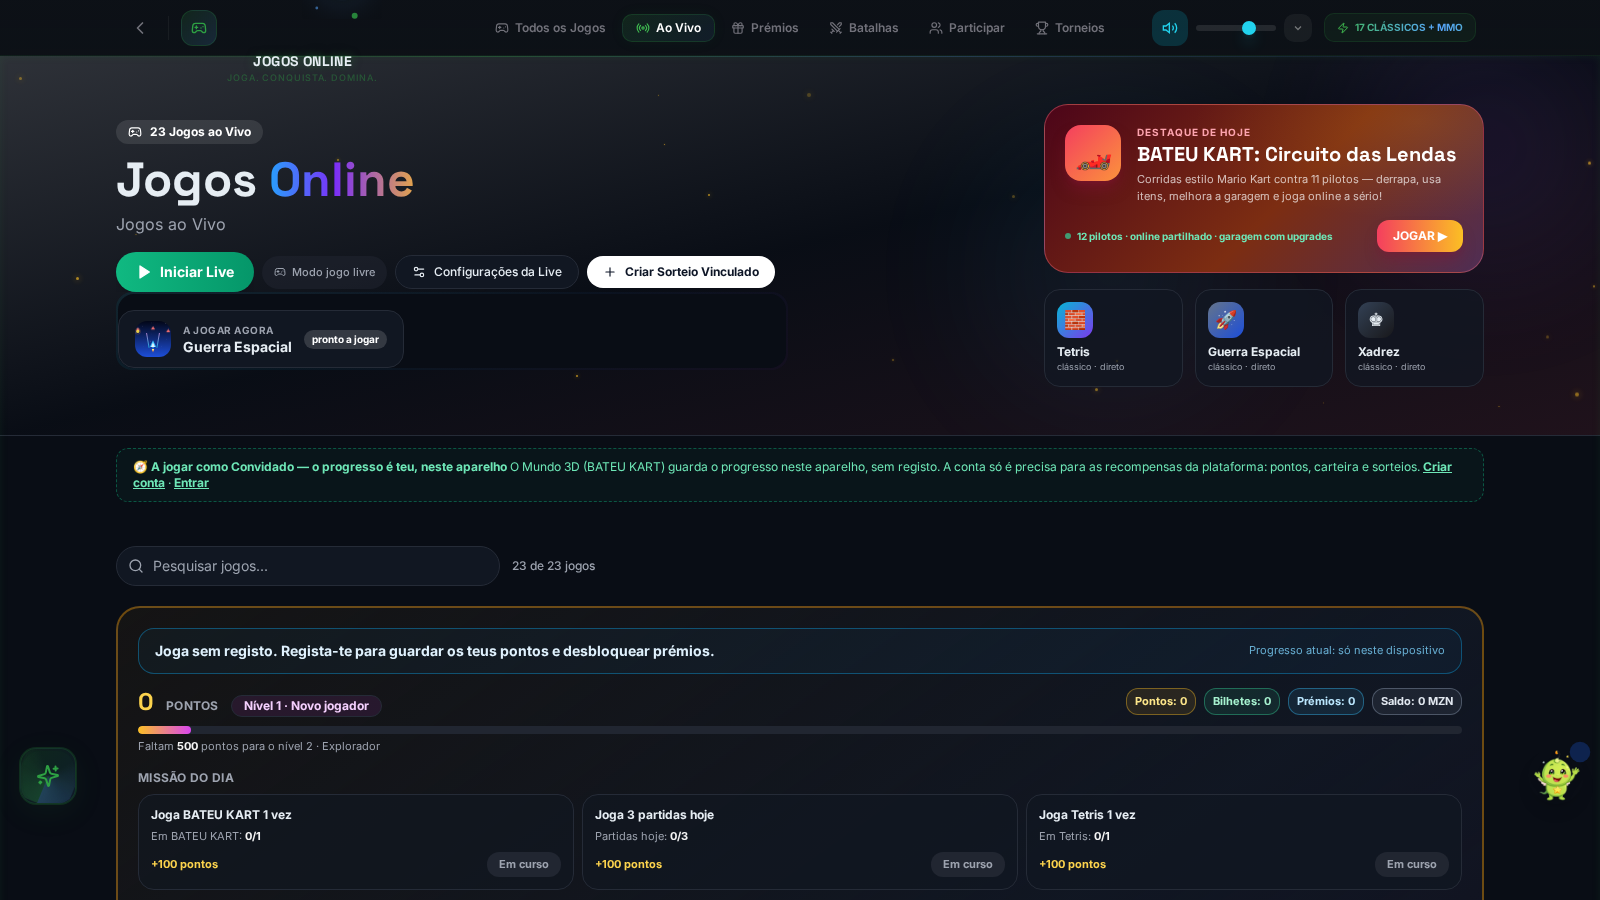 Todos os Jogos
Ao Vivo
Prémios
Batalhas
Participar
Torneios
17 CLÁSSICOS + MMO
JOGOS ONLINE
JOGA. CONQUISTA. DOMINA.
23 Jogos ao Vivo
Jogos Online
Jogos ao Vivo
Iniciar Live
Modo jogo livre
Configurações da Live
Criar Sorteio Vinculado
A JOGAR AGORA
Guerra Espacial
pronto a jogar
DESTAQUE DE HOJE
BATEU KART: Circuito das Lendas
Corridas estilo Mario Kart contra 11 pilotos — derrapa, usa
itens, melhora a garagem e joga online a sério!
12 pilotos · online partilhado · garagem com upgrades
JOGAR ▶
Tetris
clássico · direto
Guerra Espacial
clássico · direto
Xadrez
clássico · direto
🧭 A jogar como Convidado — o progresso é teu, neste aparelho O Mundo 3D (BATEU KART) guarda o progresso neste aparelho, sem registo. A conta só é precisa para as recompensas da plataforma: pontos, carteira e sorteios. Criar
conta · Entrar
Pesquisar jogos...
23 de 23 jogos
Joga sem registo. Regista-te para guardar os teus pontos e desbloquear prémios.
Progresso atual: só neste dispositivo
0 PONTOS
Nível 1 · Novo jogador
Pontos: 0
Bilhetes: 0
Prémios: 0
Saldo: 0 MZN
Faltam 500 pontos para o nível 2 · Explorador
MISSÃO DO DIA
Joga BATEU KART 1 vez
Em BATEU KART: 0/1
+100 pontos
Em curso
Joga 3 partidas hoje
Partidas hoje: 0/3
+100 pontos
Em curso
Joga Tetris 1 vez
Em Tetris: 0/1
+100 pontos
Em curso